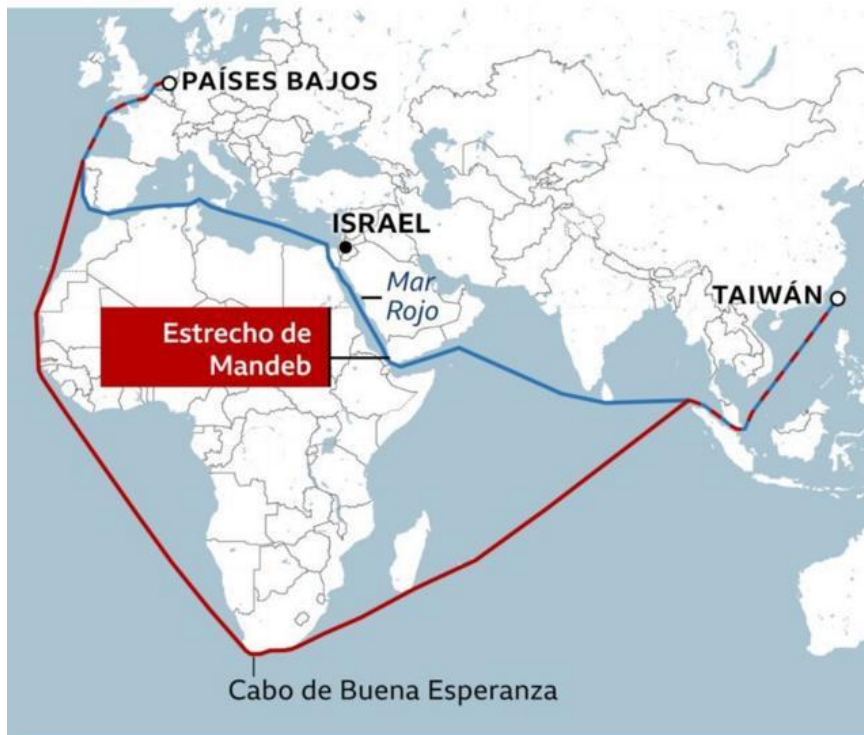 PAÍSES BAJOS
ISRAEL
Mar
Rojo
TAIWÁN
Estrecho de
Mandeb
Cabo de Buena Esperanza